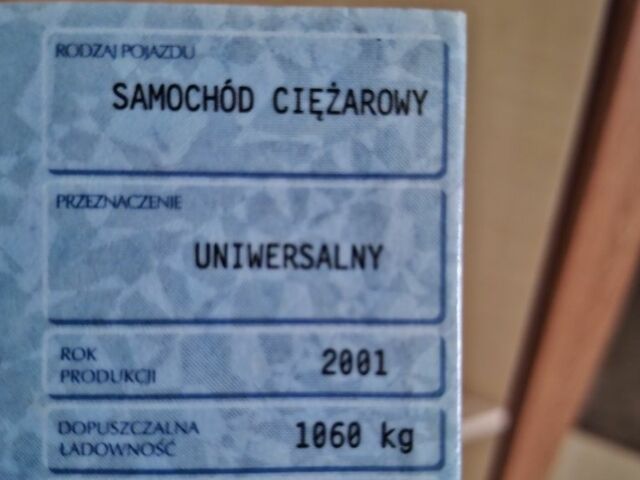 RODZAJ POJAZDU
SAMOCHÓD CIĘŻAROWY
PRZEZNACZENIE
UNIWERSALNY
ROK
PRODUKCJI
2001
DOPUSZCZALNA
ŁADOWNOŚĆ
1060 kg